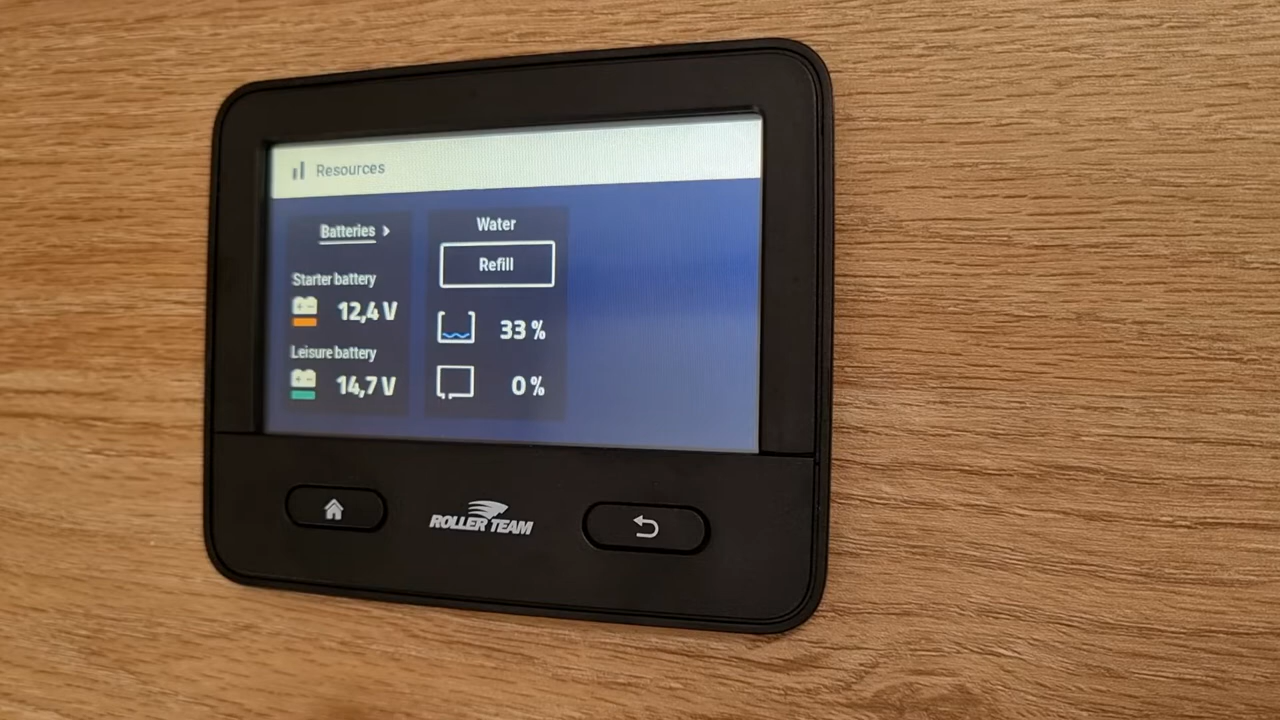 Resources
Batteries >
Starter battery
12,4 V
Leisure battery
14,7 V
Water
Refill
33 %
0 %
ROLLER TEAM